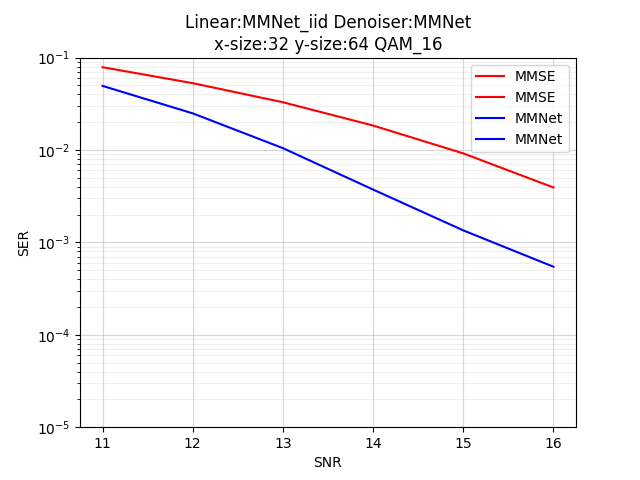 Linear:MMNet_iid Denoiser:MMNet
x-size:32 y-size:64 QAM_16
MMSE
MMSE
MMNet
MMNet
10⁻¹
10⁻²
10⁻³
10⁻⁴
10⁻⁵
SER
11 12 13 14 15 16
SNR